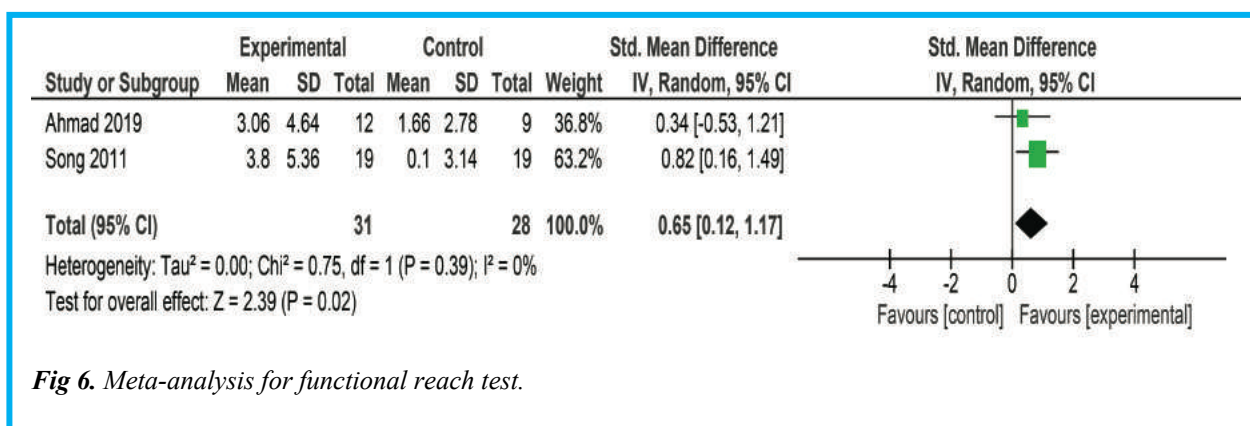 Experimental Control Std. Mean Difference Std. Mean Difference
Study or Subgroup Mean SD Total Mean SD Total Weight IV, Random, 95% CI IV, Random, 95% CI
Ahmad 2019 3.06 4.64 12 1.66 2.78 9 36.8% 0.34 [-0.53, 1.21]
Song 2011 3.8 5.36 19 0.1 3.14 19 63.2% 0.82 [0.16, 1.49]
Total (95% CI) 31 28 100.0% 0.65 [0.12, 1.17]
Heterogeneity: Tau² = 0.00; Chi² = 0.75, df = 1 (P = 0.39); I² = 0%
Test for overall effect: Z = 2.39 (P = 0.02)
-4 -2 0 2 4
Favours [control] Favours [experimental]
Fig 6. Meta-analysis for functional reach test.